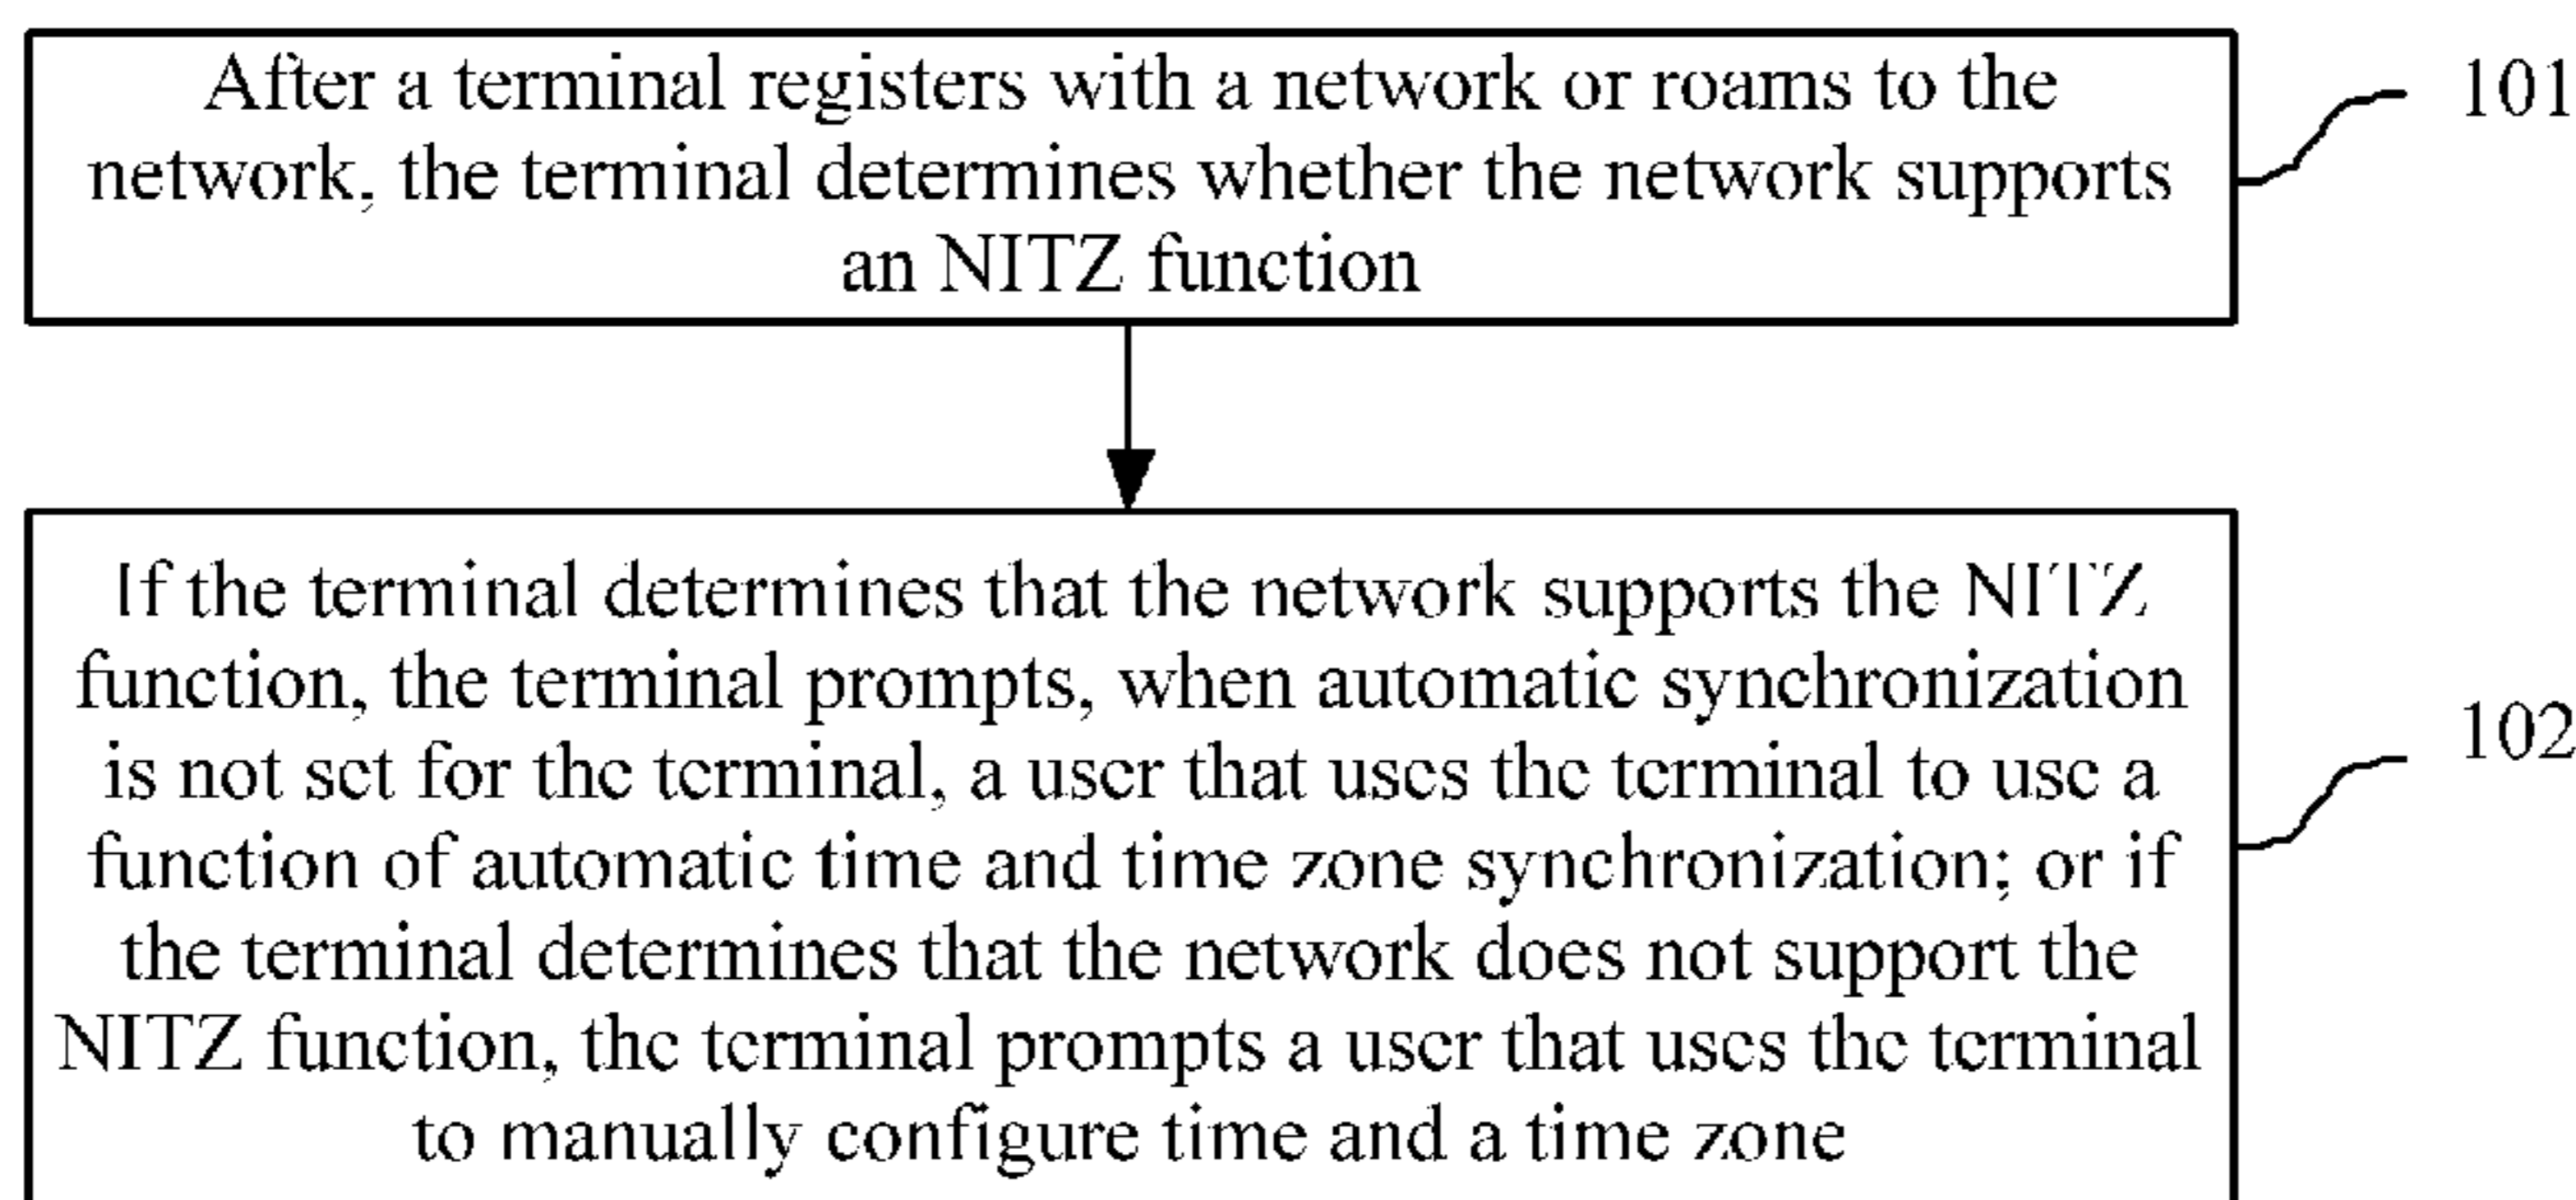 After a terminal registers with a network or roams to the
network, the terminal determines whether the network supports
an NITZ function
101
If the terminal determines that the network supports the NITZ
function, the terminal prompts, when automatic synchronization
is not set for the terminal, a user that uses the terminal to use a
function of automatic time and time zone synchronization; or if
the terminal determines that the network does not support the
NITZ function, the terminal prompts a user that uses the terminal
to manually configure time and a time zone
102